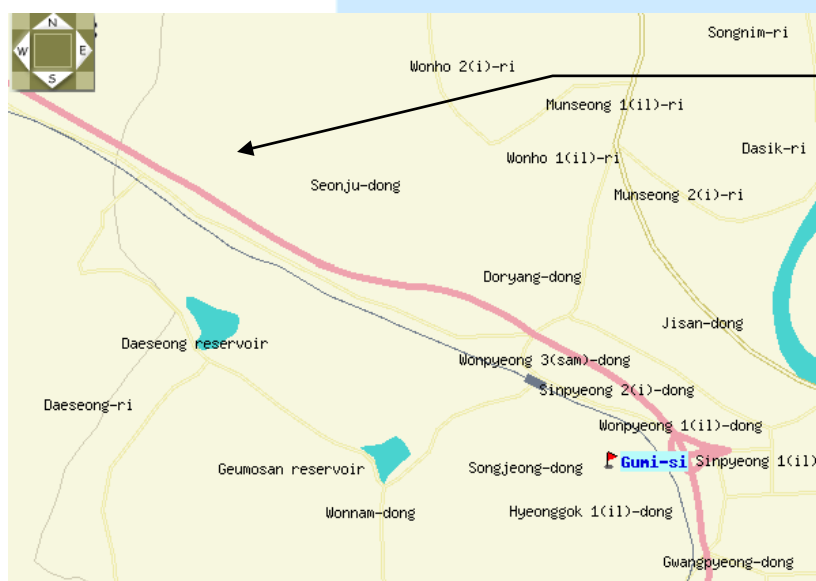 N
Songnim-ri
W
E
Wonho 2(i)-ri
S
Munseong 1(il)-ri
Dasik-ri
Wonho 1(il)-ri
Seonju-dong
Munseong 2(i)-ri
Doryang-dong
Jisan-dong
Daeseong reservoir
Wonpyeong 3(sam)-dong
Sinpyeong 2(i)-dong
Daeseong-ri
Wonpyeong 1(il)-dong
Geumosan reservoir
Songjeong-dong
Gumi-si
Sinpyeong 1(il)
Wonnam-dong
Hyeonggok 1(il)-dong
Gwangpyeong-dong